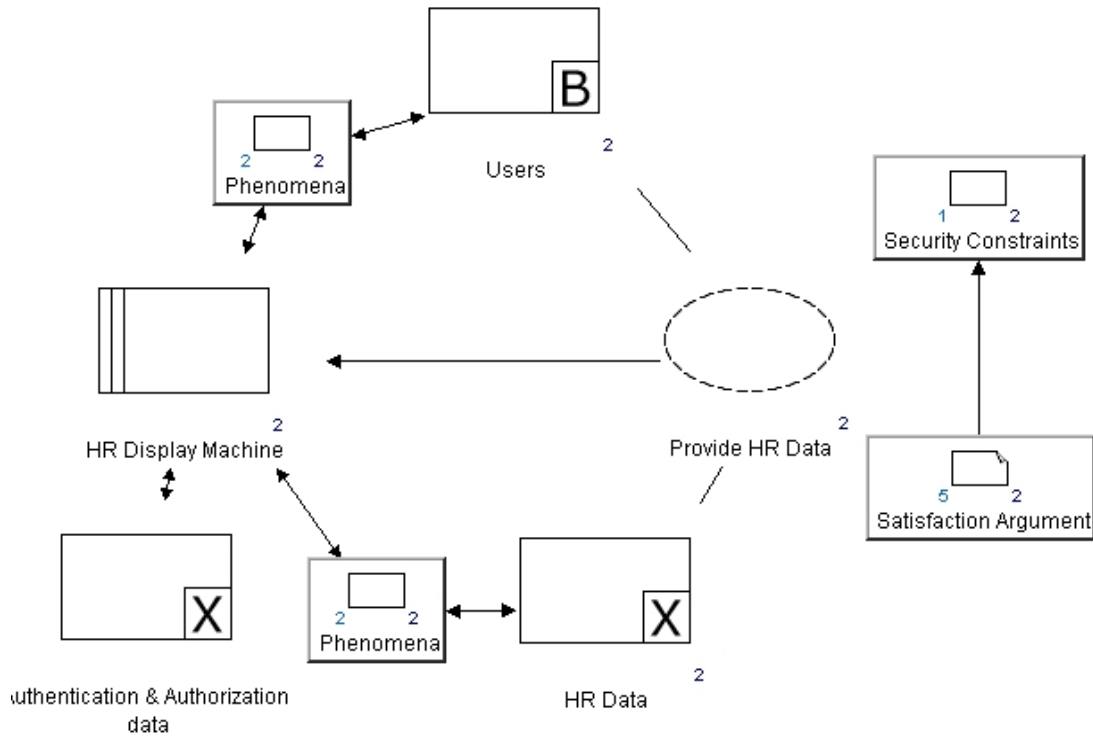 B
2
Users
2 2
Phenomena
1 2
Security Constraints
2
HR Display Machine
2
Provide HR Data
5 2
Satisfaction Argument
X
& Authorization
data
2 2
Phenomena
X
2
HR Data